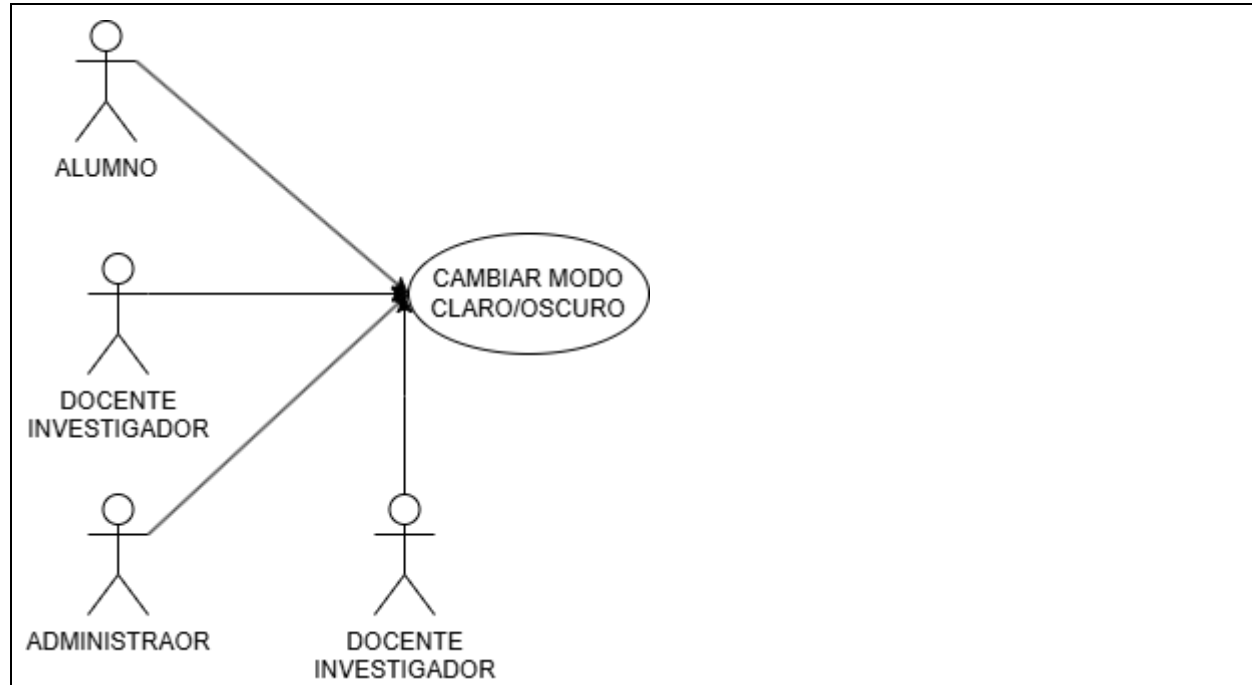 ALUMNO
CAMBIAR MODO
CLARO/OSCURO
DOCENTE
INVESTIGADOR
ADMINISTRAOR
DOCENTE
INVESTIGADOR